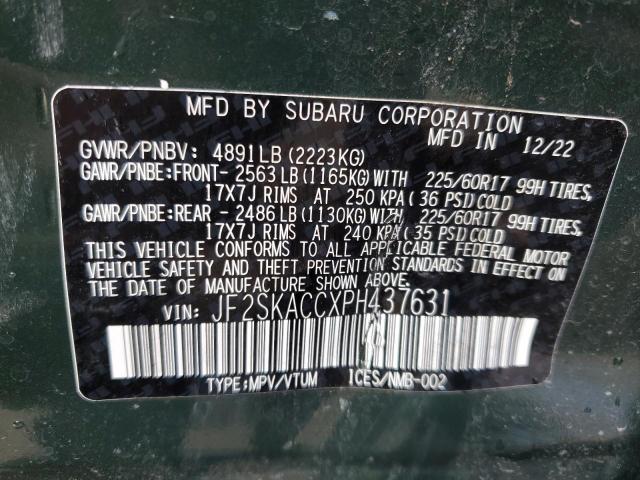 MFD BY SUBARU CORPORATION
GVWR/PNBV: 4891LB (2223KG) MFD IN 12/22
GAWR/PNBE:FRONT- 2563 LB (1165KG) WITH 225/60R17 99H TIRES,
17X7J RIMS AT 250 KPA ( 36 PSI) COLD
GAWR/PNBE:REAR - 2486 LB (1130KG) WITH 225/60R17 99H TIRES,
17X7J RIMS AT 240 KPA ( 35 PSI) COLD
THIS VEHICLE CONFORMS TO ALL APPLICABLE FEDERAL MOTOR
VEHICLE SAFETY AND THEFT PREVENTION STANDARDS IN EFFECT ON
THE DATE OF MANUFACTURE SHOWN ABOVE.
VIN: JF2SKACCXPH437631
TYPE:MPV/VTUM ICES/NMB-002